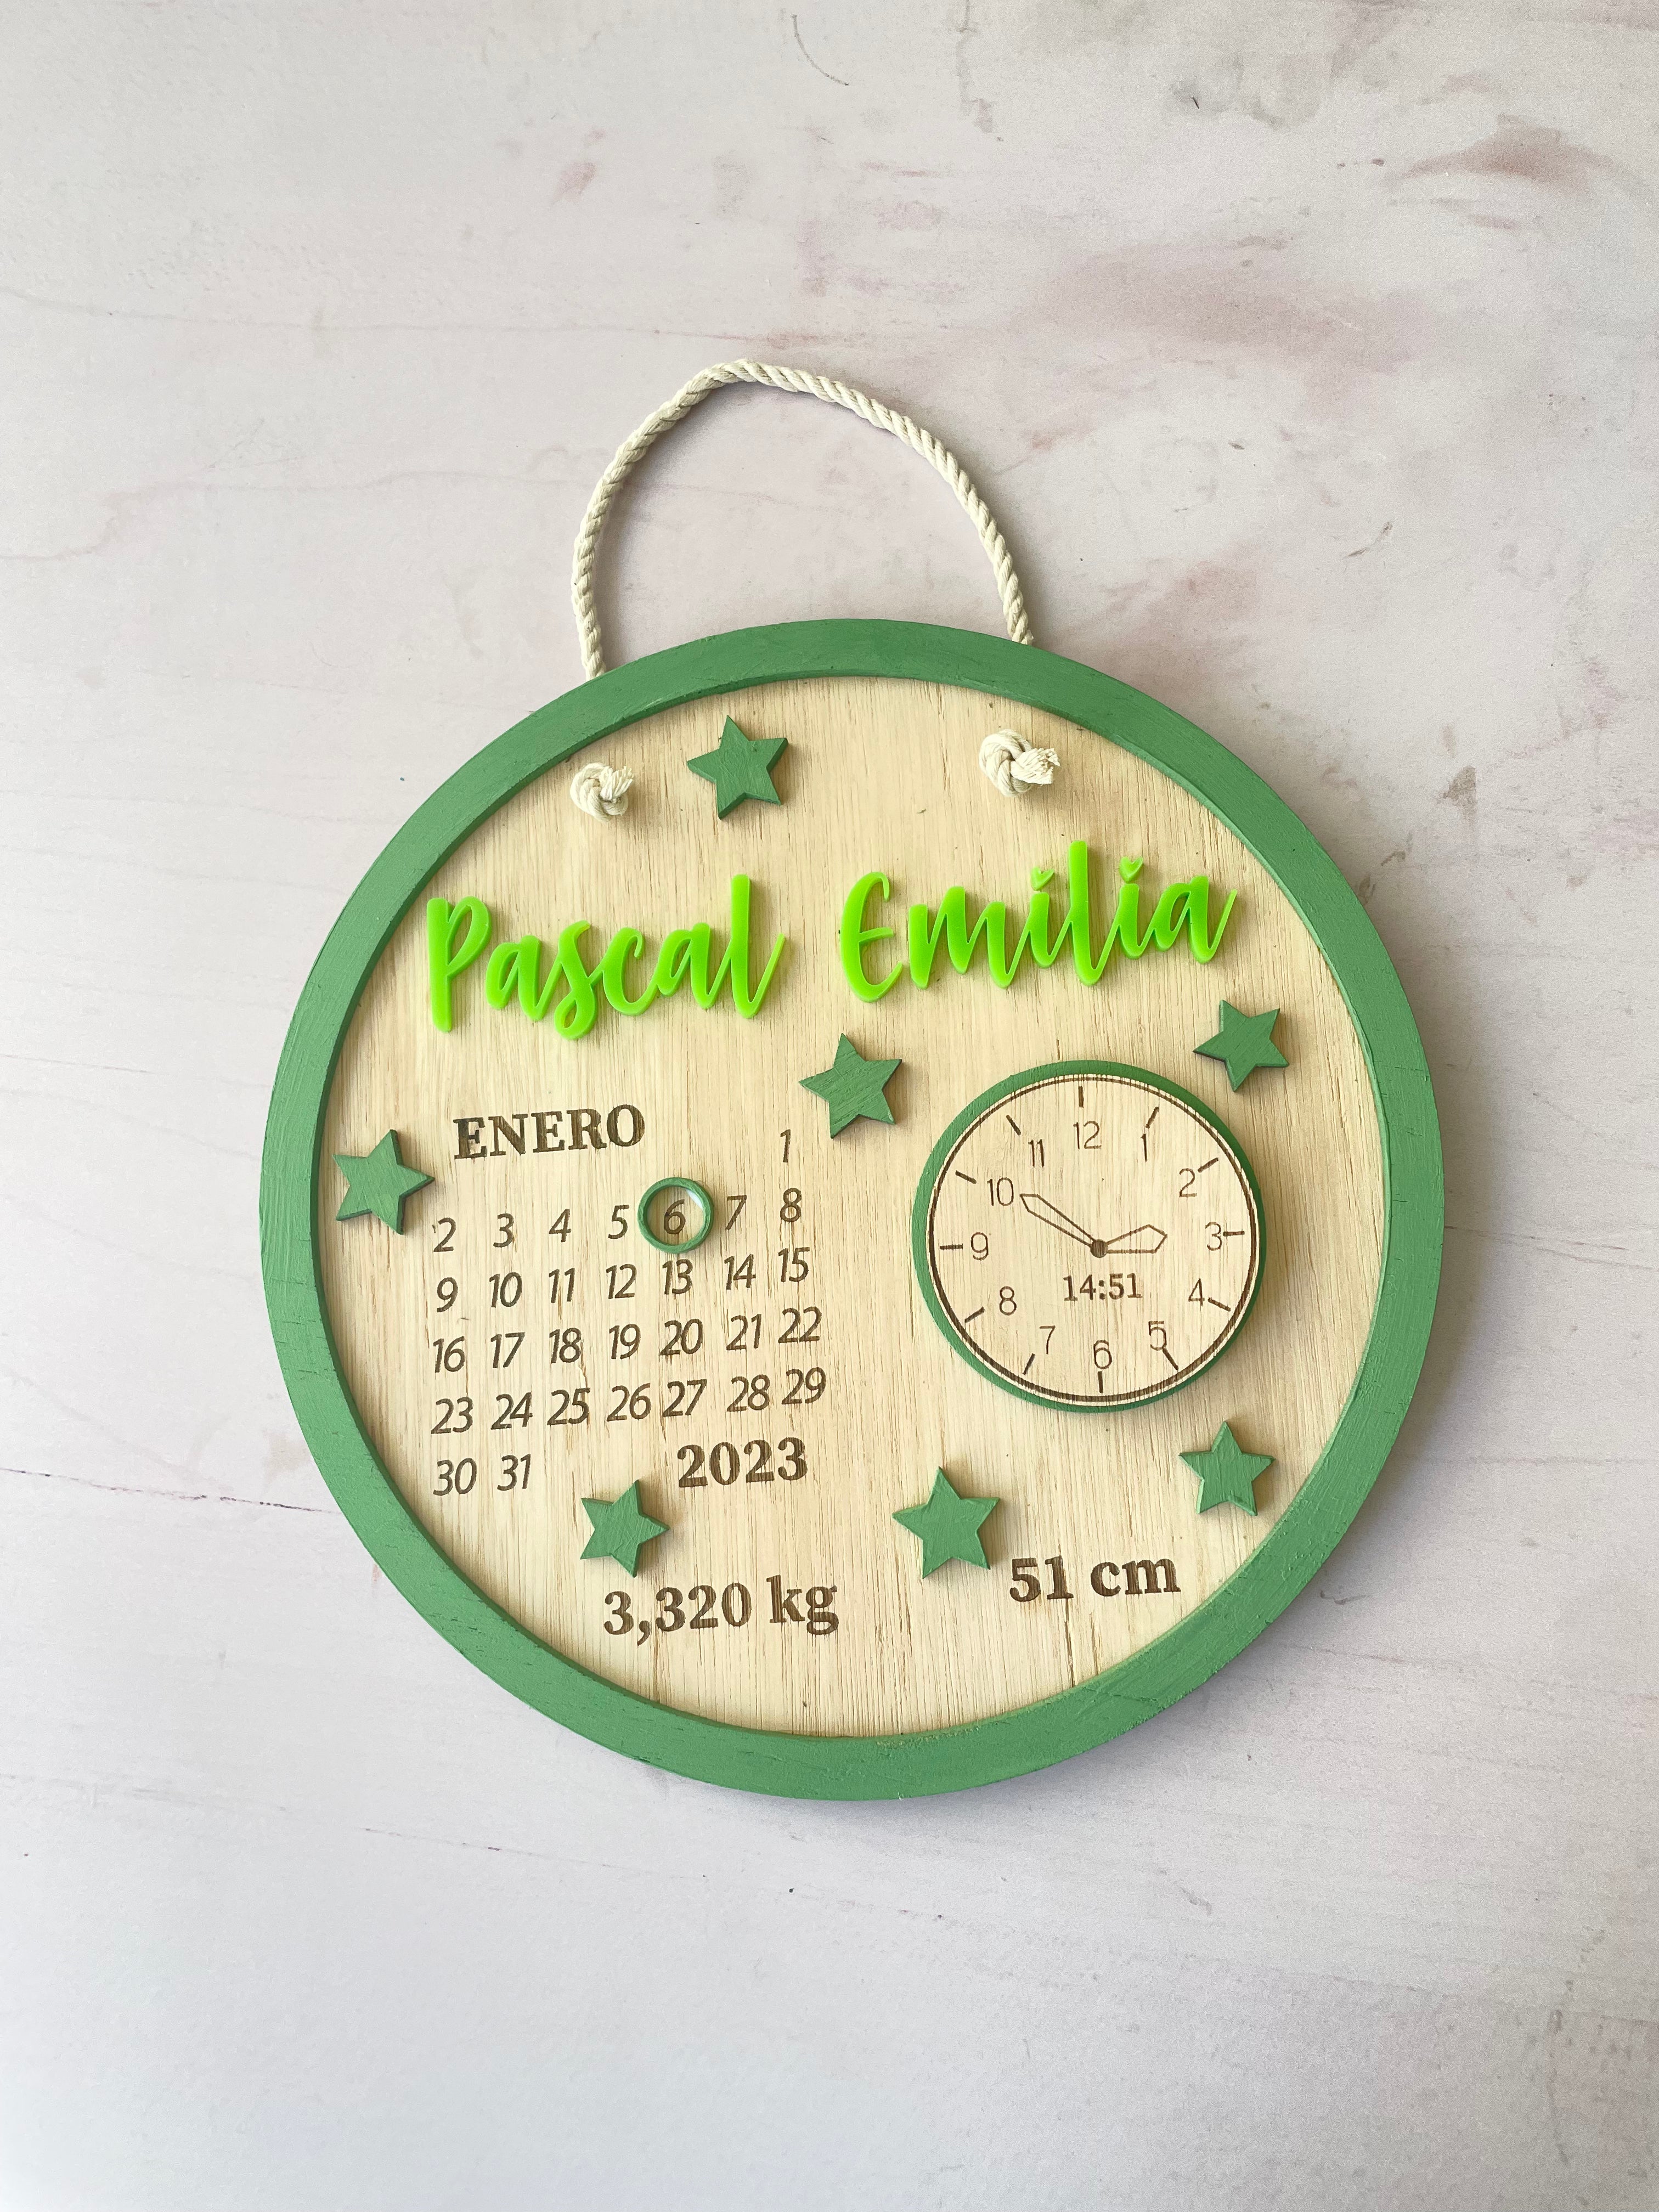 Pascal Emilia
ENERO
1
2 3 4 5 6 7 8
9 10 11 12 13 14 15
16 17 18 19 20 21 22
23 24 25 26 27 28 29
30 31
2023
12
11 1
10 2
9 3
14:51
8 4
7 5
6
3,320 kg
51 cm